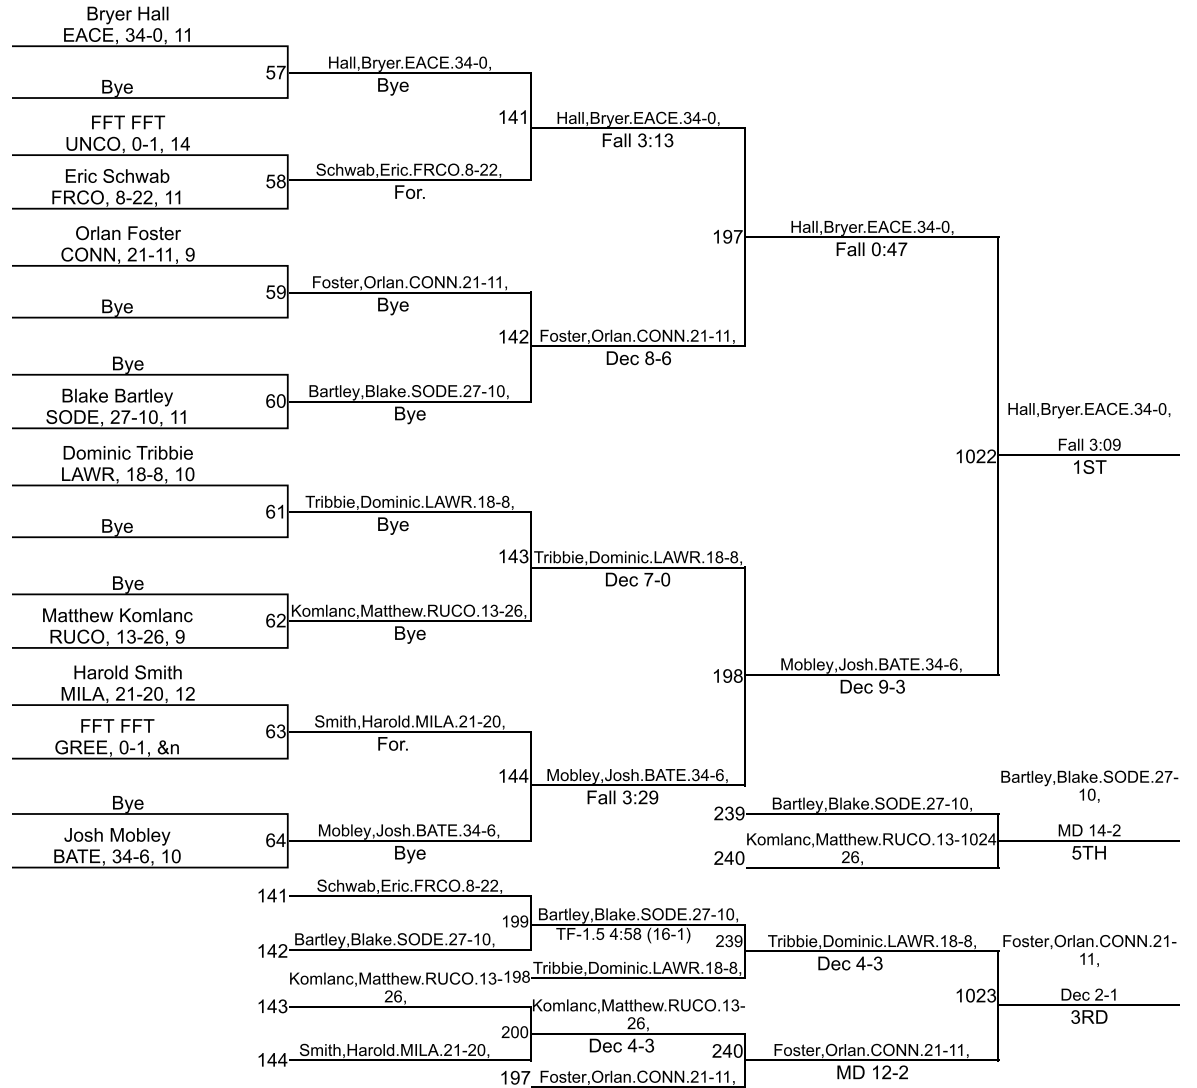 Bryer Hall
EACE, 34-0, 11
Bye
57
Hall,Bryer.EACE.34-0,
Bye
FFT FFT
UNCO, 0-1, 14
Eric Schwab
FRCO, 8-22, 11
58
Schwab,Eric.FRCO.8-22,
For.
141
Hall,Bryer.EACE.34-0,
Fall 3:13
Orlan Foster
CONN, 21-11, 9
Bye
59
Foster,Orlan.CONN.21-11,
Bye
Bye
Blake Bartley
SODE, 27-10, 11
60
Bartley,Blake.SODE.27-10,
Bye
142
Foster,Orlan.CONN.21-11,
Dec 8-6
197
Hall,Bryer.EACE.34-0,
Fall 0:47
Dominic Tribbie
LAWR, 18-8, 10
Bye
61
Tribbie,Dominic.LAWR.18-8,
Bye
Bye
Matthew Komlanc
RUCO, 13-26, 9
62
Komlanc,Matthew.RUCO.13-26,
Bye
143
Tribbie,Dominic.LAWR.18-8,
Dec 7-0
Harold Smith
MILA, 21-20, 12
FFT FFT
GREE, 0-1, &n
63
Smith,Harold.MILA.21-20,
For.
Bye
Josh Mobley
BATE, 34-6, 10
64
Mobley,Josh.BATE.34-6,
Bye
144
Mobley,Josh.BATE.34-6,
Fall 3:29
198
Mobley,Josh.BATE.34-6,
Dec 9-3
1022
Hall,Bryer.EACE.34-0,
Fall 3:09
1ST
239
Bartley,Blake.SODE.27-10,
240
Komlanc,Matthew.RUCO.13-
26,
1024
Bartley,Blake.SODE.27-
10,
MD 14-2
5TH
141
Schwab,Eric.FRCO.8-22,
142
Bartley,Blake.SODE.27-10,
199
Bartley,Blake.SODE.27-10,
TF-1.5 4:58 (16-1)
198
Tribbie,Dominic.LAWR.18-8,
239
Tribbie,Dominic.LAWR.18-8,
Dec 4-3
143
Komlanc,Matthew.RUCO.13-
26,
144
Smith,Harold.MILA.21-20,
200
Komlanc,Matthew.RUCO.13-
26,
Dec 4-3
197
Foster,Orlan.CONN.21-11,
240
Foster,Orlan.CONN.21-11,
MD 12-2
1023
Foster,Orlan.CONN.21-
11,
Dec 2-1
3RD